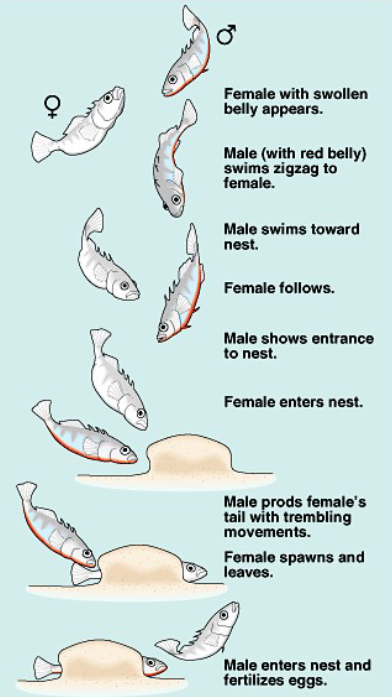 ♂
♀
Female with swollen
belly appears.
Male (with red belly)
swims zigzag to
female.
Male swims toward
nest.
Female follows.
Male shows entrance
to nest.
Female enters nest.
Male prods female's
tail with trembling
movements.
Female spawns and
leaves.
Male enters nest and
fertilizes eggs.